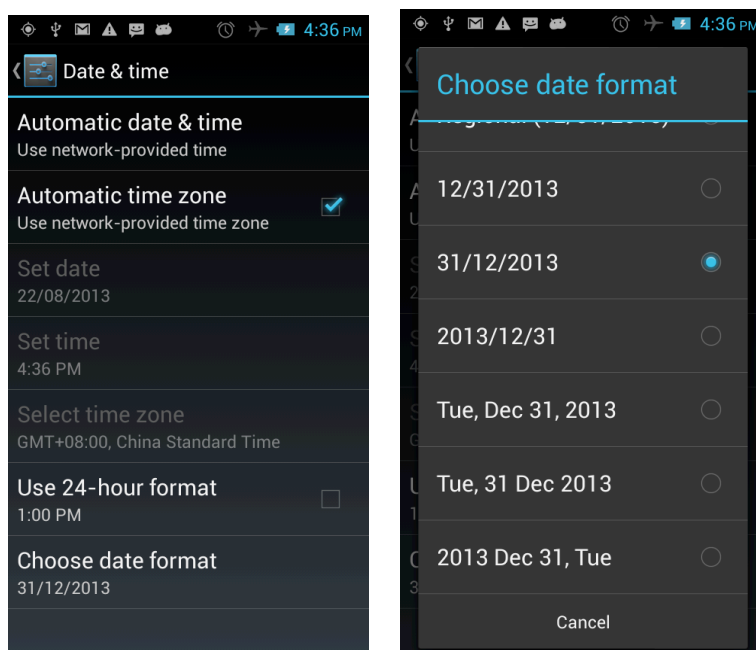 4:36 PM
Date & time
Automatic date & time
Use network-provided time
Automatic time zone
Use network-provided time zone
Set date
22/08/2013
Set time
4:36 PM
Select time zone
GMT+08:00, China Standard Time
Use 24-hour format
1:00 PM
Choose date format
31/12/2013
4:36 PM
Choose date format
12/31/2013
31/12/2013
2013/12/31
Tue, Dec 31, 2013
Tue, 31 Dec 2013
2013 Dec 31, Tue
Cancel